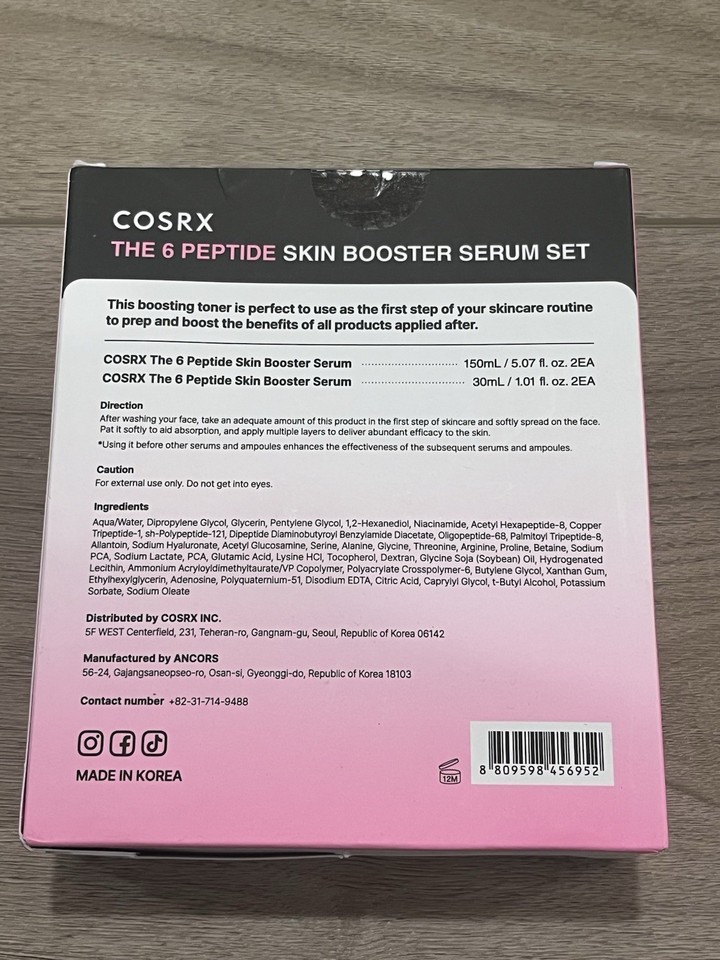 COSRX
THE 6 PEPTIDE SKIN BOOSTER SERUM SET
This boosting toner is perfect to use as the first step of your skincare routine
to prep and boost the benefits of all products applied after.
COSRX The 6 Peptide Skin Booster Serum 150mL / 5.07 fl. oz. 2EA
COSRX The 6 Peptide Skin Booster Serum 30mL / 1.01 fl. oz. 2EA
Direction
After washing your face, take an adequate amount of this product in the first step of skincare and softly spread on the face.
Pat it softly to aid absorption, and apply multiple layers to deliver abundant efficacy to the skin.
*Using it before other serums and ampoules enhances the effectiveness of the subsequent serums and ampoules.
Caution
For external use only. Do not get into eyes.
Ingredients
Aqua/Water, Dipropylene Glycol, Glycerin, Pentylene Glycol, 1,2-Hexanediol, Niacinamide, Acetyl Hexapeptide-8, Copper
Tripeptide-1, sh-Polypeptide-121, Dipeptide Diaminobutyroyl Benzylamide Diacetate, Oligopeptide-68, Palmitoyl Tripeptide-8,
Allantoin, Sodium Hyaluronate, Acetyl Glucosamine, Serine, Alanine, Glycine, Threonine, Arginine, Proline, Betaine, Sodium
PCA, Sodium Lactate, PCA, Glutamic Acid, Lysine HCl, Tocopherol, Dextran, Glycine Soja (Soybean) Oil, Hydrogenated
Lecithin, Ammonium Acryloyldimethyltaurate/VP Copolymer, Polyacrylate Crosspolymer-6, Butylene Glycol, Xanthan Gum,
Ethylhexylglycerin, Adenosine, Polyquaternium-51, Disodium EDTA, Citric Acid, Caprylyl Glycol, t-Butyl Alcohol, Potassium
Sorbate, Sodium Oleate
Distributed by COSRX INC.
5F WEST Centerfield, 231, Teheran-ro, Gangnam-gu, Seoul, Republic of Korea 06142
Manufactured by ANCORS
56-24, Gajangsaneopseo-ro, Osan-si, Gyeonggi-do, Republic of Korea 18103
Contact number +82-31-714-9488
MADE IN KOREA
12M
8 809598 456952